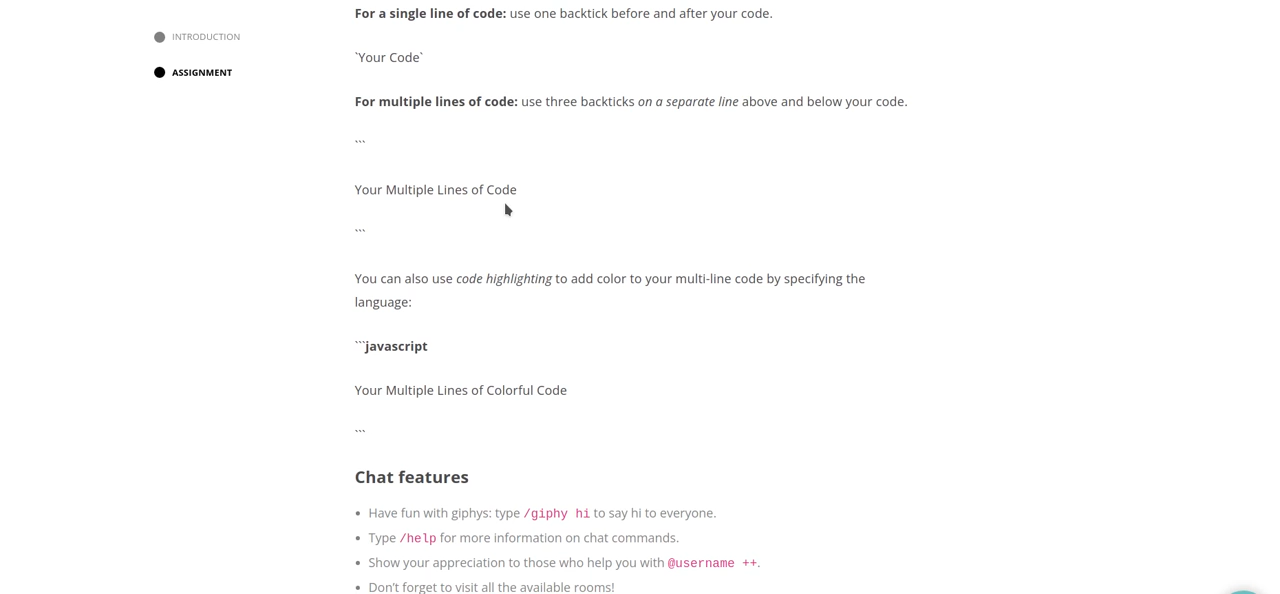 For a single line of code: use one backtick before and after your code.
INTRODUCTION
`Your Code`
ASSIGNMENT
For multiple lines of code: use three backticks on a separate line above and below your code.
```
Your Multiple Lines of Code
```
You can also use code highlighting to add color to your multi-line code by specifying the
language:
```javascript
Your Multiple Lines of Colorful Code
```
Chat features
• Have fun with giphys: type /giphy hi to say hi to everyone.
• Type /help for more information on chat commands.
• Show your appreciation to those who help you with @username ++.
• Don't forget to visit all the available rooms!